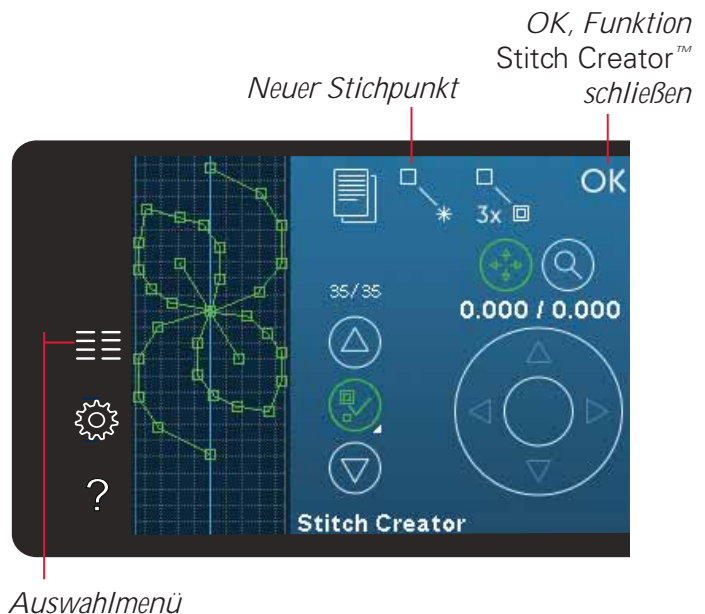 OK, Funktion
Stitch Creator™
schließen
Neuer Stichpunkt
OK
3x
35/35
0.000 / 0.000
?
Stitch Creator
Auswahlmenü